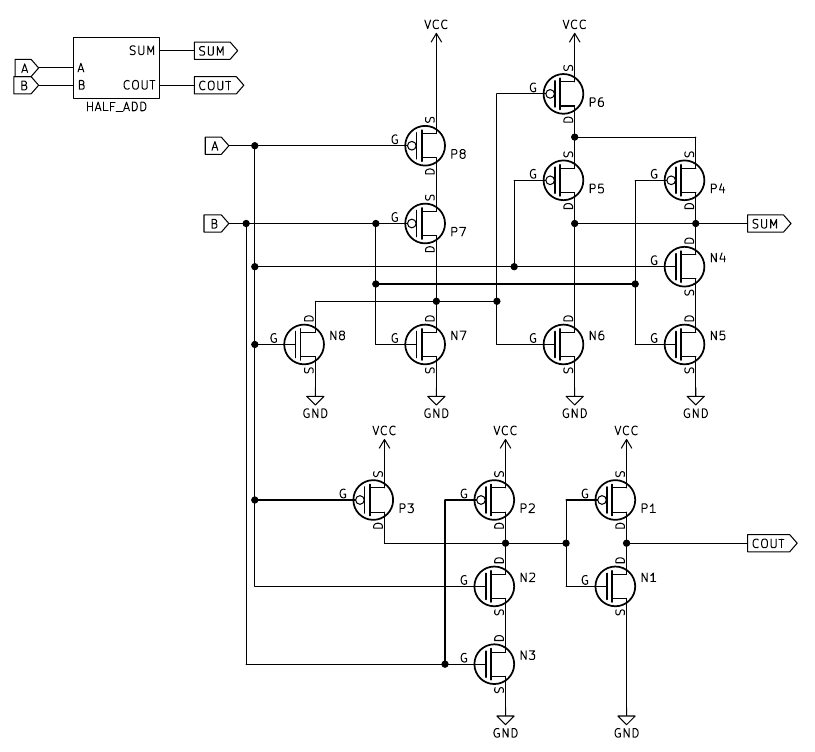 VCC
VCC
SUM SUM
S
A A
G P6
B B COUT COUT
D
HALF_ADD
S S S
A G P8 G P5 G P4
D D D
S
B G P7 SUM
D D
G N4
S
D D D D
G N8 G N7 G N6 G N5
S S S S
GND GND GND GND
VCC VCC VCC
S S S
G P3 G P2 G P1
D D D
COUT
D D
G N2 G N1
S S
D
G N3
S
GND GND